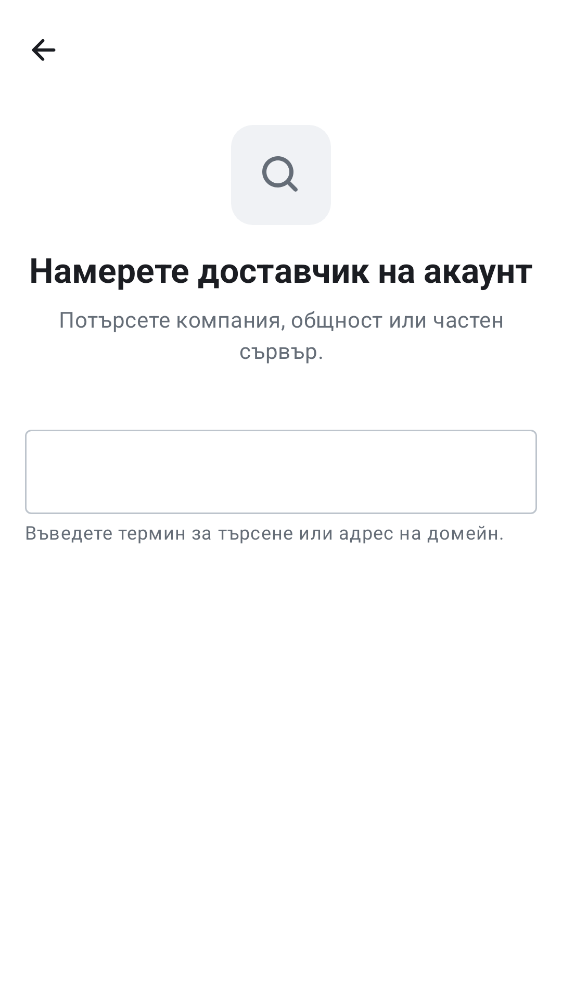 Намерете доставчик на акаунт
Потърсете компания, общност или частен
сървър.
Въведете термин за търсене или адрес на домейн.